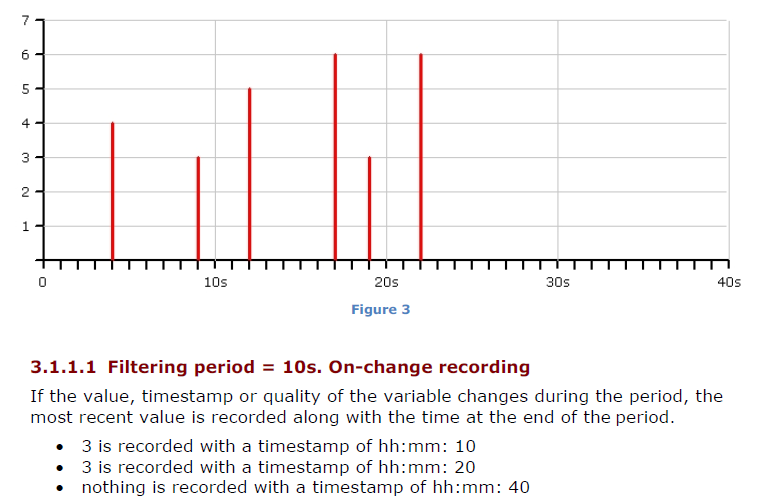 7
6
5
4
3
2
1
0 10s 20s 30s 40s
Figure 3
3.1.1.1 Filtering period = 10s. On-change recording
If the value, timestamp or quality of the variable changes during the period, the
most recent value is recorded along with the time at the end of the period.
• 3 is recorded with a timestamp of hh:mm: 10
• 3 is recorded with a timestamp of hh:mm: 20
• nothing is recorded with a timestamp of hh:mm: 40